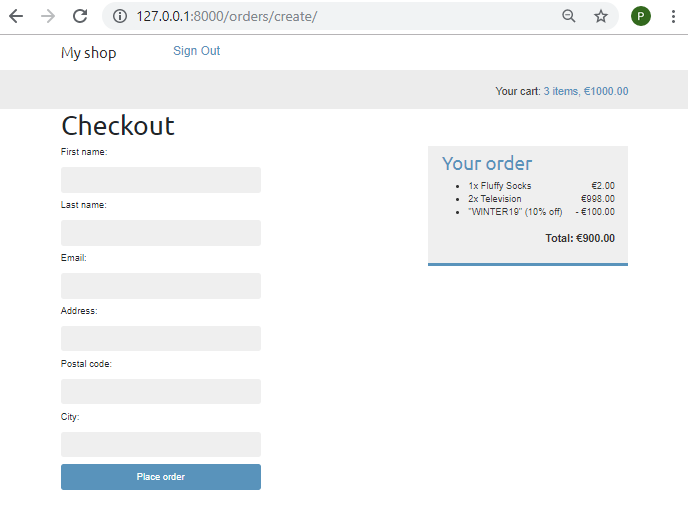 127.0.0.1:8000/orders/create/
P
My shop
Sign Out
Your cart: 3 items, €1000.00
Checkout
First name:
Last name:
Email:
Address:
Postal code:
City:
Place order
Your order
1x Fluffy Socks €2.00
2x Television €998.00
"WINTER19" (10% off) - €100.00
Total: €900.00